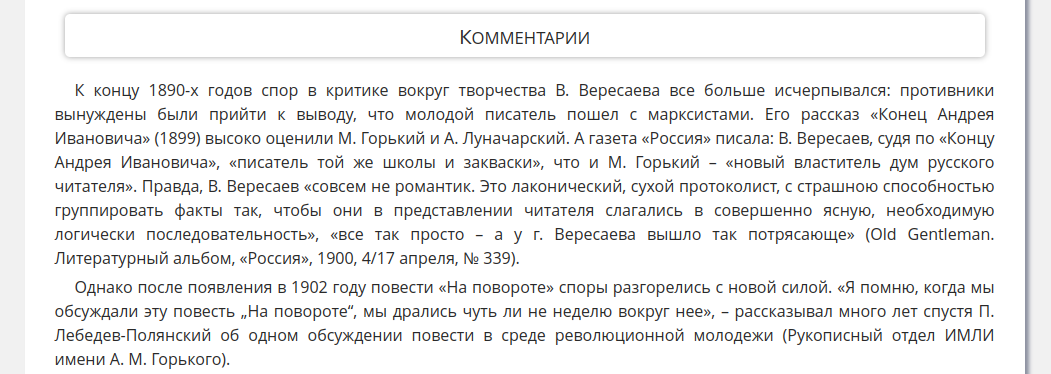 Комментарии
К концу 1890-х годов спор в критике вокруг творчества В. Вересаева все больше исчерпывался: противники
вынуждены были прийти к выводу, что молодой писатель пошел с марксистами. Его рассказ «Конец Андрея
Ивановича» (1899) высоко оценили М. Горький и А. Луначарский. А газета «Россия» писала: В. Вересаев, судя по «Концу
Андрея Ивановича», «писатель той же школы и закваски», что и М. Горький – «новый властитель дум русского
читателя». Правда, В. Вересаев «совсем не романтик. Это лаконический, сухой протоколист, с страшною способностью
группировать факты так, чтобы они в представлении читателя слагались в совершенно ясную, необходимую
логически последовательность», «все так просто – а у г. Вересаева вышло так потрясающе» (Old Gentleman.
Литературный альбом, «Россия», 1900, 4/17 апреля, № 339).
Однако после появления в 1902 году повести «На повороте» споры разгорелись с новой силой. «Я помню, когда мы
обсуждали эту повесть „На повороте“, мы дрались чуть ли не неделю вокруг нее», – рассказывал много лет спустя П.
Лебедев-Полянский об одном обсуждении повести в среде революционной молодежи (Рукописный отдел ИМЛИ
имени А. М. Горького).